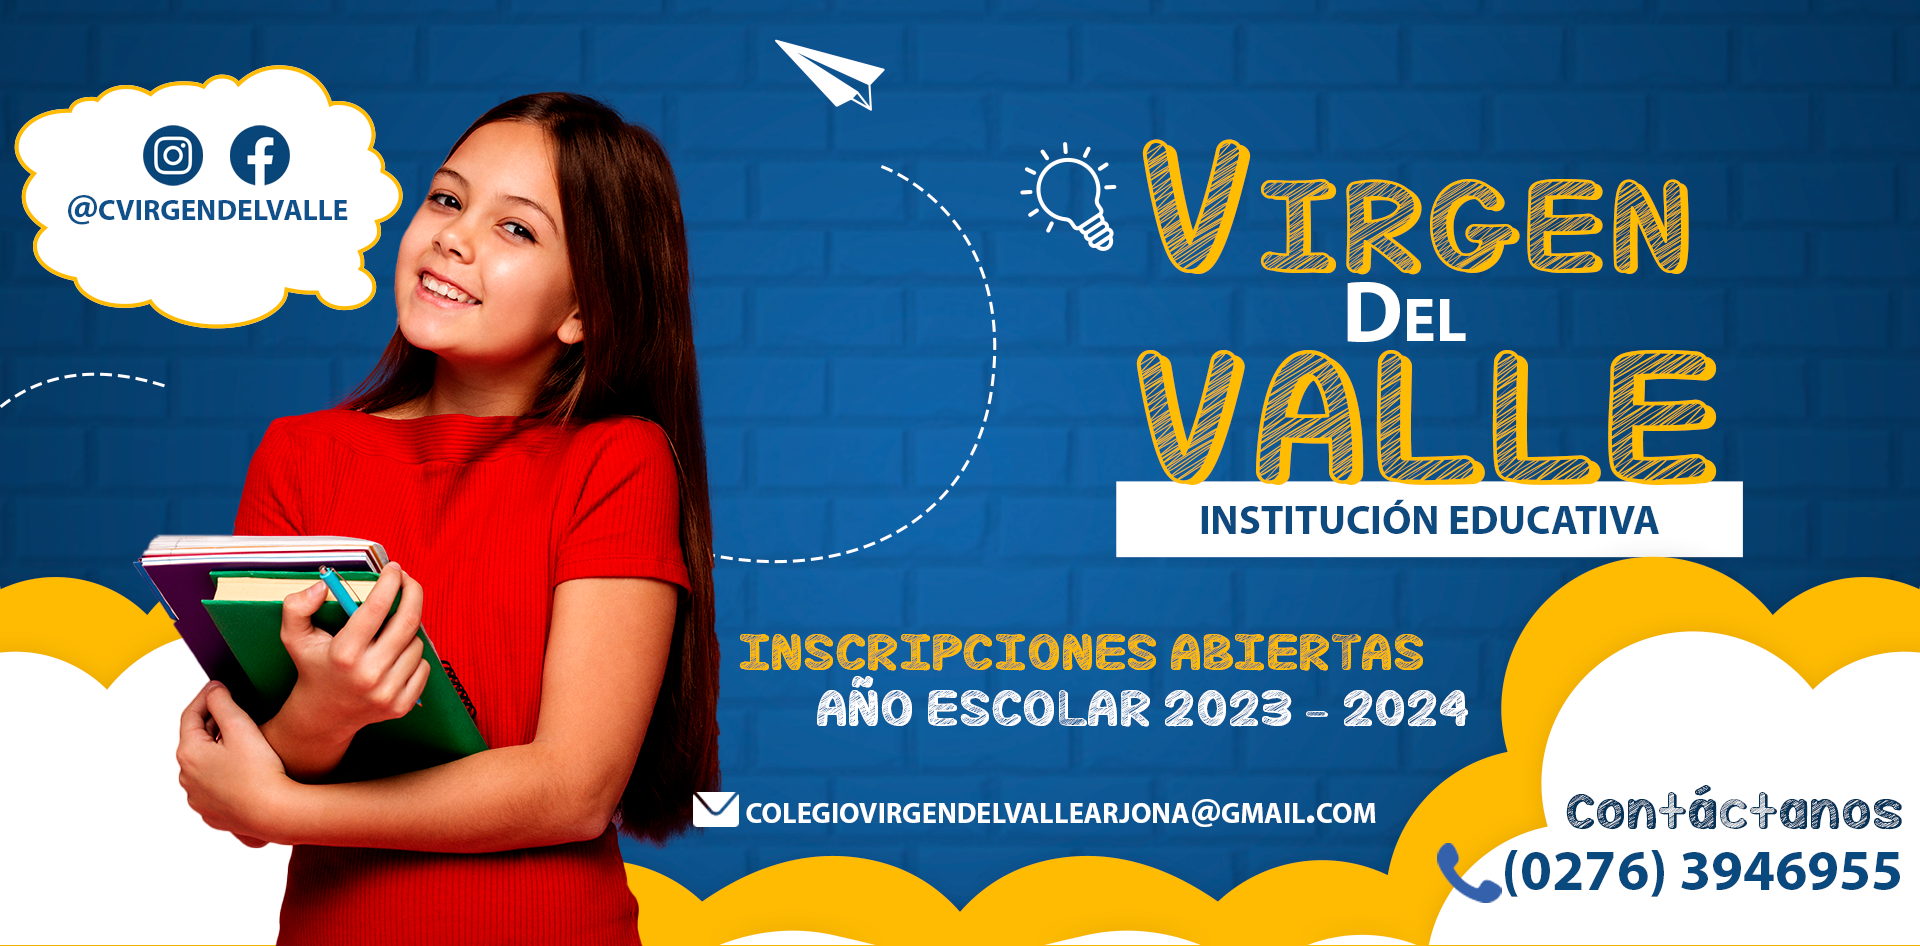 @CVIRGENDELVALLE
VIRGEN
DEL
VALLE
INSTITUCIÓN EDUCATIVA
INSCRIPCIONES ABIERTAS
AÑO ESCOLAR 2023 - 2024
COLEGIOVIRGENDELVALLEARJONA@GMAIL.COM
Contáctanos
(0276) 3946955